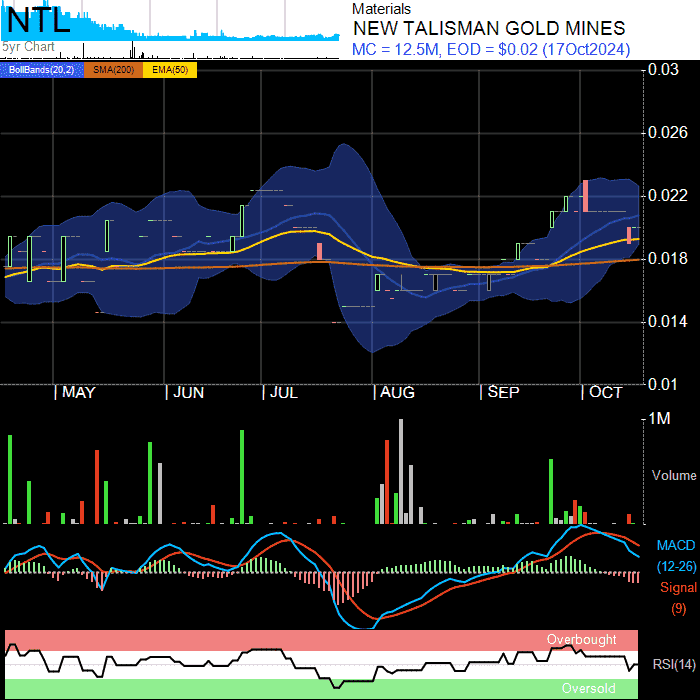 NTL
5yr Chart
Materials
NEW TALISMAN GOLD MINES
MC = 12.5M, EOD = $0.02 (17Oct2024)
BollBands(20,2) SMA(200) EMA(50)
0.03
0.026
0.022
0.018
0.014
0.01
| MAY | JUN | JUL | AUG | SEP | OCT
1M
Volume
MACD
(12-26)
Signal
(9)
Overbought
RSI(14)
Oversold